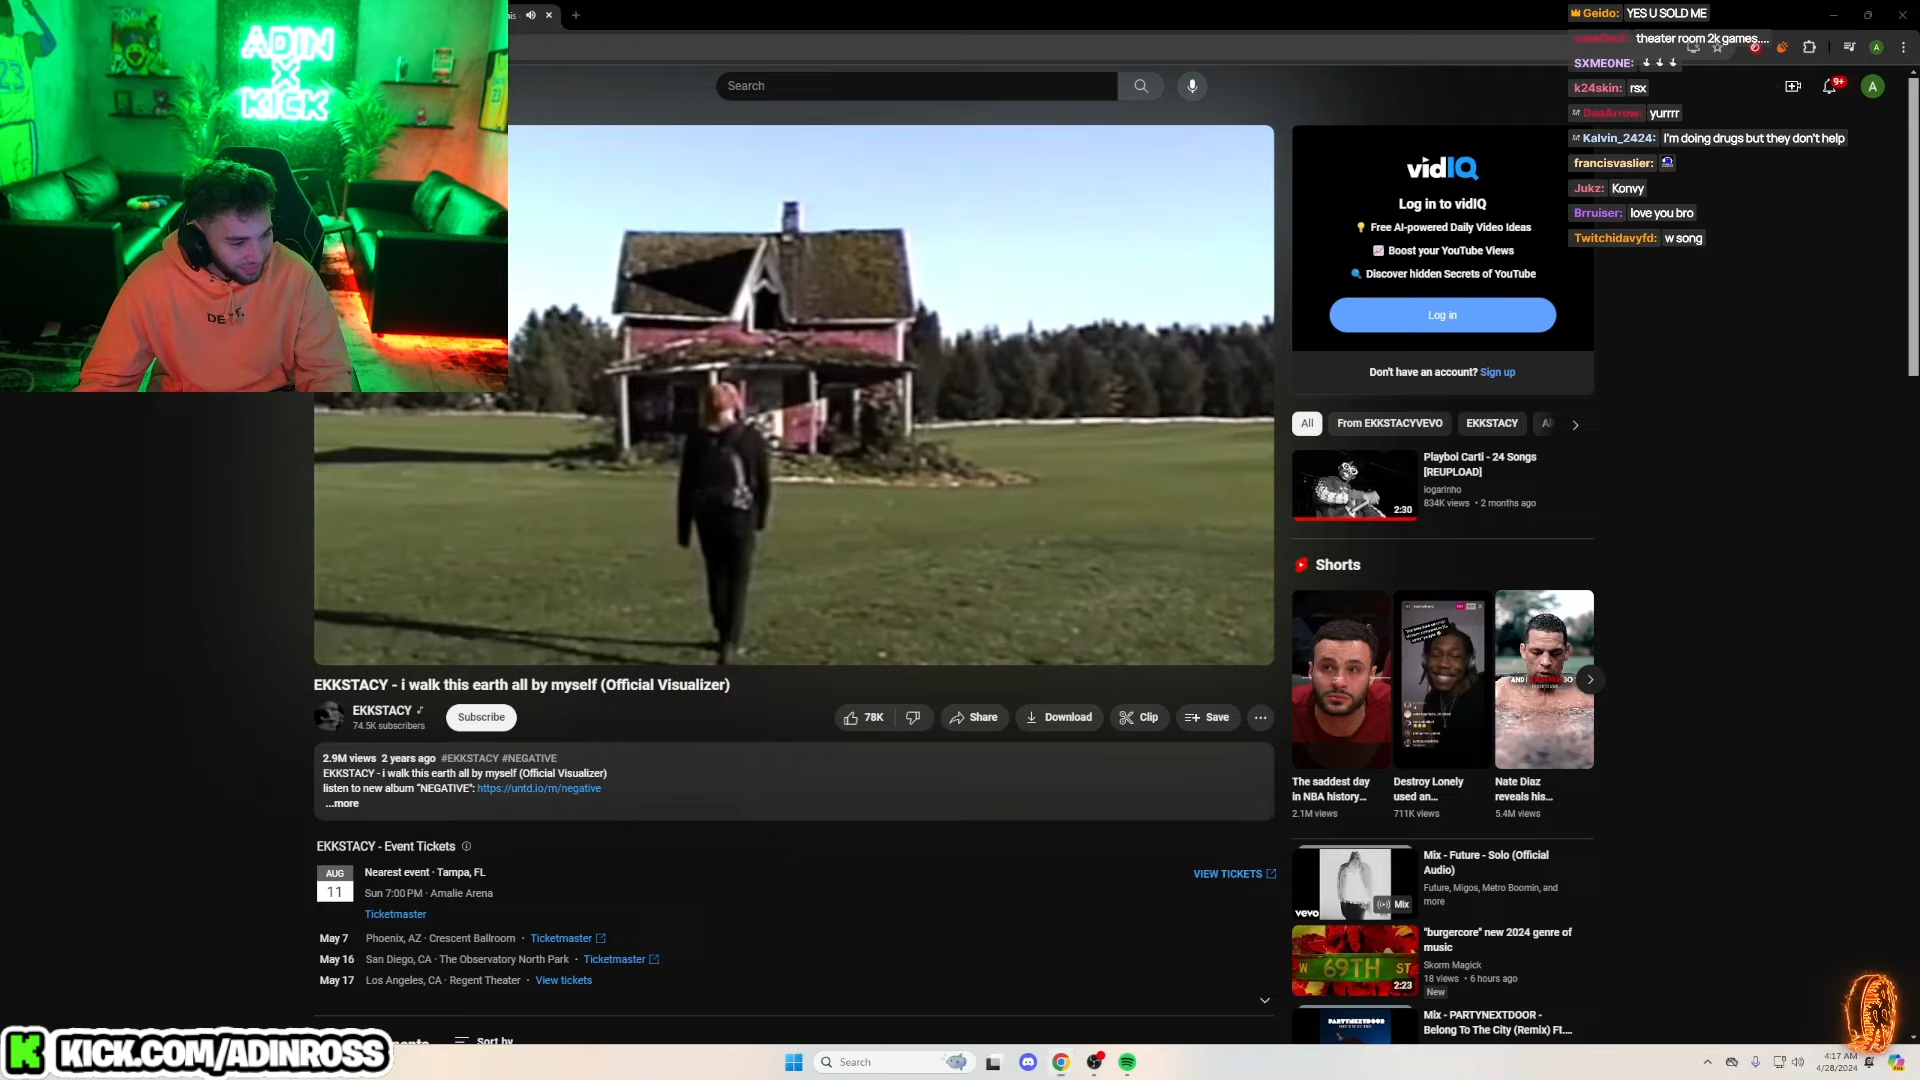 ADIN
X
KICK
23
Search
9+
A
A
Geido: YES U SOLD ME
theater room 2k games....
SXME0NE:
k24skin: rsx
DeaArrow: yurrrr
Kalvin_2424: I'm doing drugs but they don't help
francisvaslier:
Jukz: Konvy
Brruiser: love you bro
Twitchidavyfd: w song
vidIQ
Log in to vidIQ
Free AI-powered Daily Video Ideas
Boost your YouTube Views
Discover hidden Secrets of YouTube
Log in
Don't have an account? Sign up
All From EKKSTACYVEVO EKKSTACY
Playboi Carti - 24 Songs
[REUPLOAD]
iogarinho
834K views • 2 months ago
2:30
Shorts
The saddest day
in NBA history...
2.1M views
Destroy Lonely
used an...
711K views
Nate Diaz
reveals his...
5.4M views
EKKSTACY - i walk this earth all by myself (Official Visualizer)
EKKSTACY
74.5K subscribers
Subscribe
78K Share Download Clip Save
2.9M views 2 years ago #EKKSTACY #NEGATIVE
EKKSTACY - i walk this earth all by myself (Official Visualizer)
listen to new album “NEGATIVE”: https://untd.io/m/negative
...more
EKKSTACY - Event Tickets
AUG
11
Nearest event · Tampa, FL
Sun 7:00 PM · Amalie Arena
Ticketmaster
VIEW TICKETS
May 7 Phoenix, AZ · Crescent Ballroom · Ticketmaster
May 16 San Diego, CA · The Observatory North Park · Ticketmaster
May 17 Los Angeles, CA · Regent Theater · View tickets
Sort by
Mix - Future - Solo (Official
Audio)
Future, Migos, Metro Boomin, and
more
vevo
Mix
"burgercore" new 2024 genre of
music
Skorm Magick
18 views • 6 hours ago
New
W 69TH ST
2:23
Mix - PARTYNEXTDOOR -
Belong To The City (Remix) Ft....
PARTYNEXTDOOR
K KICK.COM/ADINROSS
Search
4:17 AM
4/28/2024